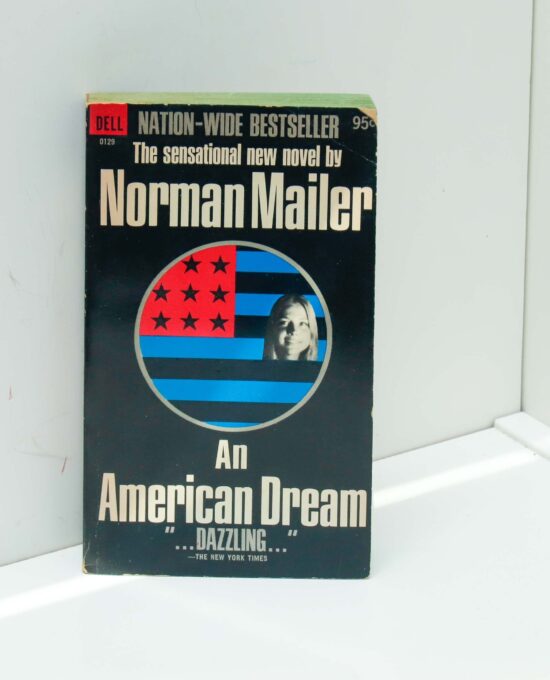 DELL NATION-WIDE BESTSELLER 95¢
0129
The sensational new novel by
Norman Mailer
An
American Dream
"...DAZZLING..."
—THE NEW YORK TIMES